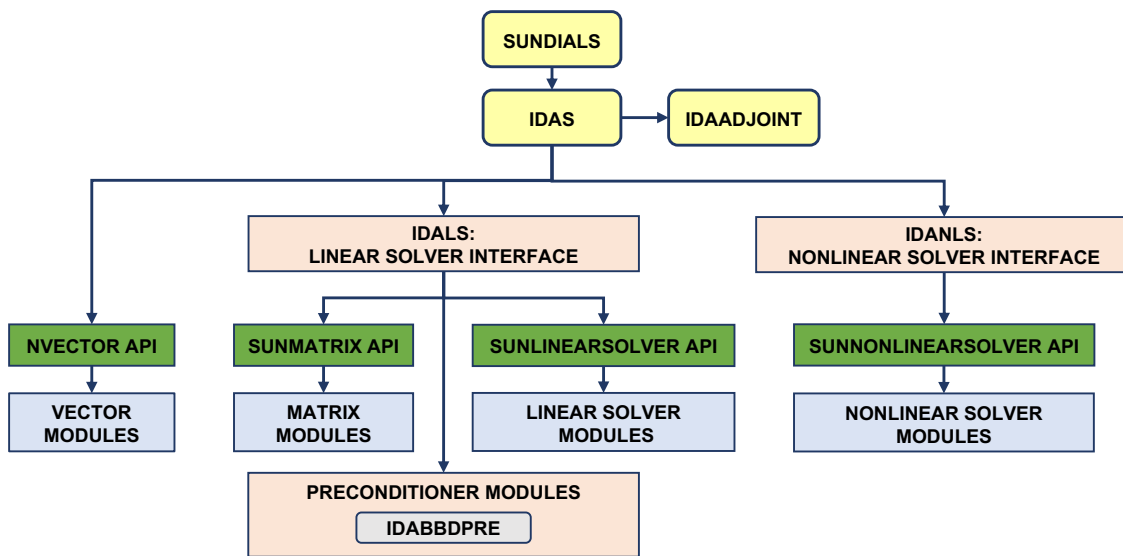 SUNDIALS
IDAS
IDAADJOINT
IDALS:
LINEAR SOLVER INTERFACE
IDANLS:
NONLINEAR SOLVER INTERFACE
NVECTOR API
SUNMATRIX API
SUNLINEARSOLVER API
SUNNONLINEARSOLVER API
VECTOR
MODULES
MATRIX
MODULES
LINEAR SOLVER
MODULES
NONLINEAR SOLVER
MODULES
PRECONDITIONER MODULES
IDABBDPRE